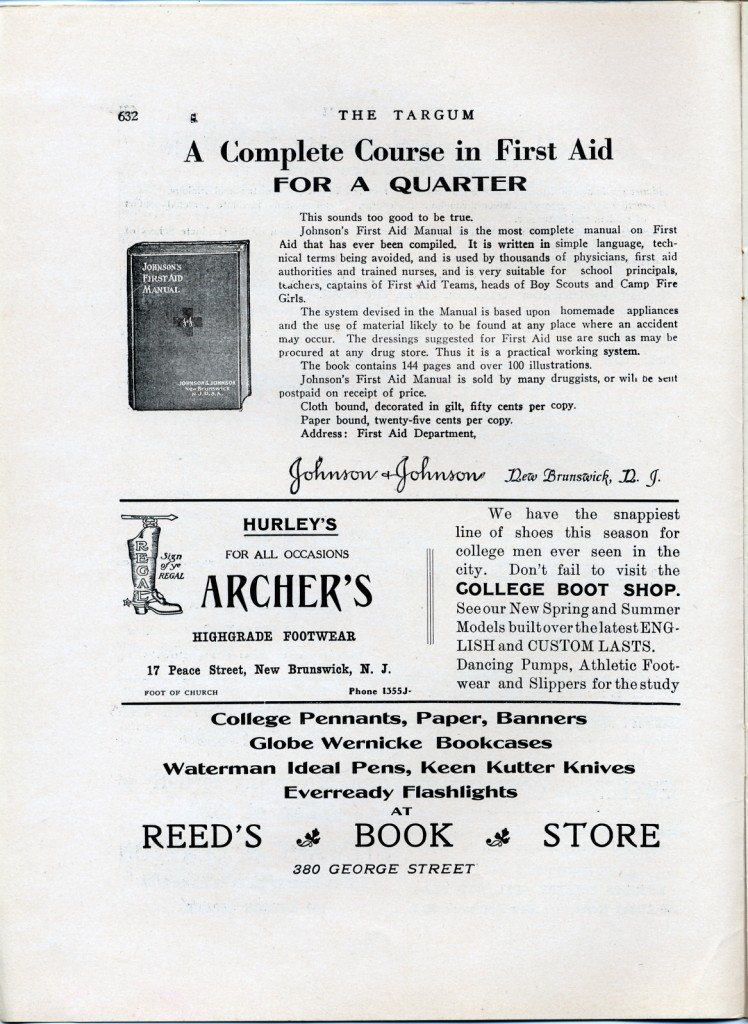 632
THE TARGUM
A Complete Course in First Aid
FOR A QUARTER
This sounds too good to be true.
Johnson's First Aid Manual is the most complete manual on First
Aid that has ever been compiled. It is written in simple language, tech-
nical terms being avoided, and is used by thousands of physicians, first aid
authorities and trained nurses, and is very suitable for school principals,
teachers, captains of First Aid Teams, heads of Boy Scouts and Camp Fire
Girls.
The system devised in the Manual is based upon homemade appliances
and the use of material likely to be found at any place where an accident
may occur. The dressings suggested for First Aid use are such as may be
procured at any drug store. Thus it is a practical working system.
The book contains 144 pages and over 100 illustrations.
Johnson's First Aid Manual is sold by many druggists, or will be sent
postpaid on receipt of price.
Cloth bound, decorated in gilt, fifty cents per copy.
Paper bound, twenty-five cents per copy.
Address: First Aid Department,
JOHNSON'S
FIRST AID
MANUAL
JOHNSON & JOHNSON
NEW BRUNSWICK
N.J. U.S.A.
Johnson & Johnson New Brunswick, N. J.
REGAL
Sign
of ye
REGAL
HURLEY'S
FOR ALL OCCASIONS
ARCHER'S
HIGHGRADE FOOTWEAR
17 Peace Street, New Brunswick, N. J.
FOOT OF CHURCH Phone 1355J-
We have the snappiest
line of shoes this season for
college men ever seen in the
city. Don't fail to visit the
COLLEGE BOOT SHOP.
See our New Spring and Summer
Models built over the latest ENG-
LISH and CUSTOM LASTS.
Dancing Pumps, Athletic Foot-
wear and Slippers for the study
College Pennants, Paper, Banners
Globe Wernicke Bookcases
Waterman Ideal Pens, Keen Kutter Knives
Everready Flashlights
AT
REED'S BOOK STORE
380 GEORGE STREET